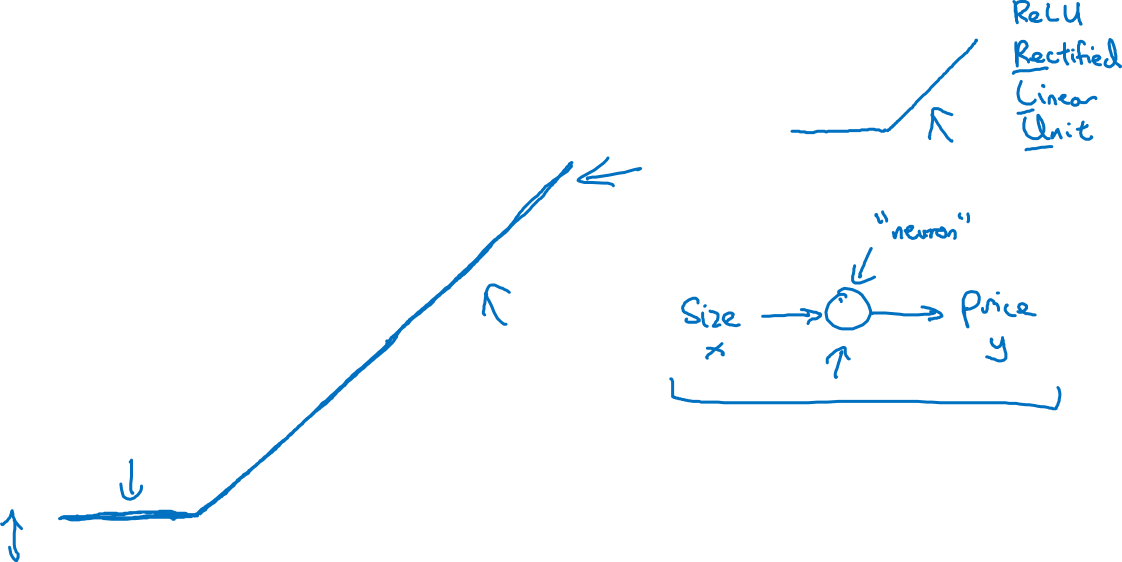 ReLU
Rectified
Linear
Unit
"neuron"
Size
x
price
y